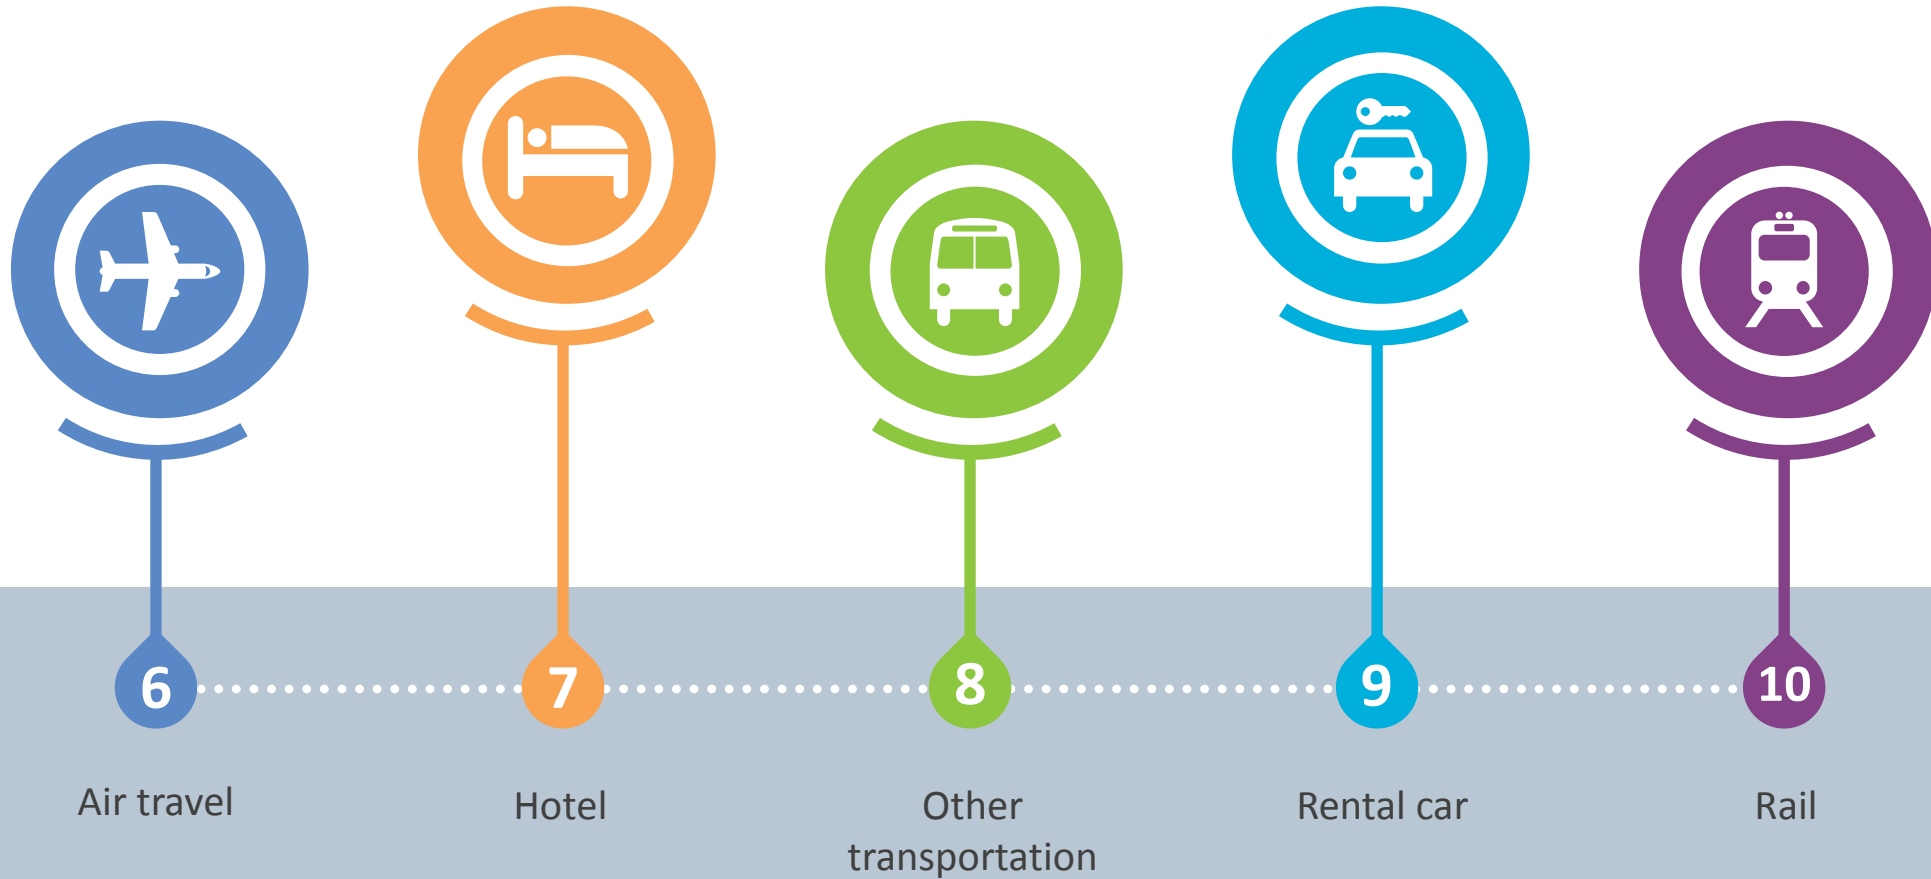 6
7
8
9
10
Air travel
Hotel
Other
transportation
Rental car
Rail